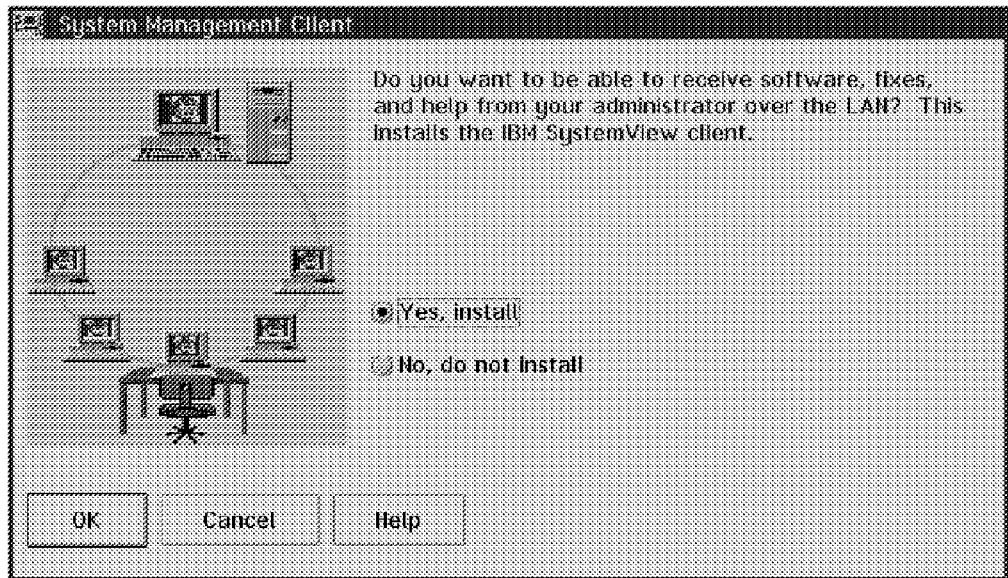 System Management Client
Do you want to be able to receive software, fixes,
and help from your administrator over the LAN? This
installs the IBM SystemView client.
Yes, install
No, do not install
OK
Cancel
Help